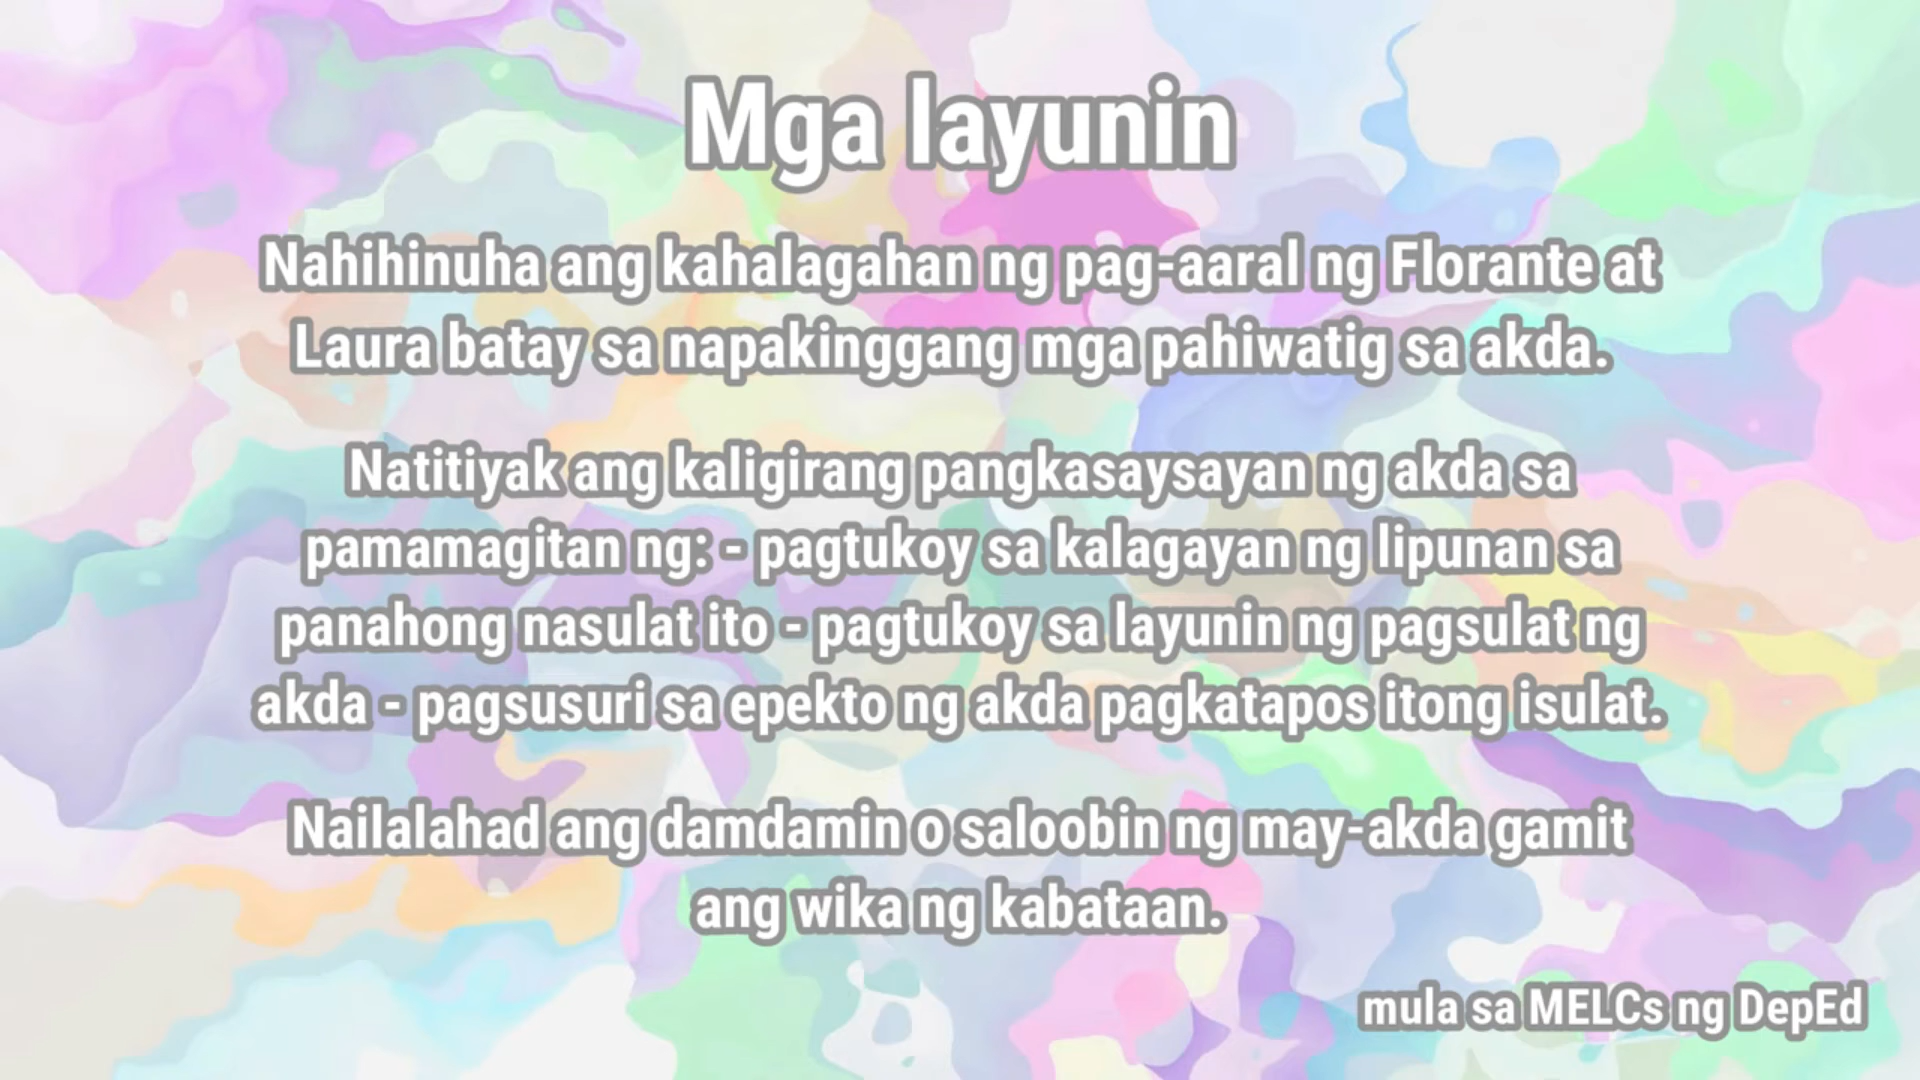 Mga layunin
Nahihinuha ang kahalagahan ng pag-aaral ng Florante at
Laura batay sa napakinggang mga pahiwatig sa akda.
Natitiyak ang kaligirang pangkasaysayan ng akda sa
pamamagitan ng: - pagtukoy sa kalagayan ng lipunan sa
panahong nasulat ito - pagtukoy sa layunin ng pagsulat ng
akda - pagsusuri sa epekto ng akda pagkatapos itong isulat.
Nailalahad ang damdamin o saloobin ng may-akda gamit
ang wika ng kabataan.
mula sa MELCs ng DepEd